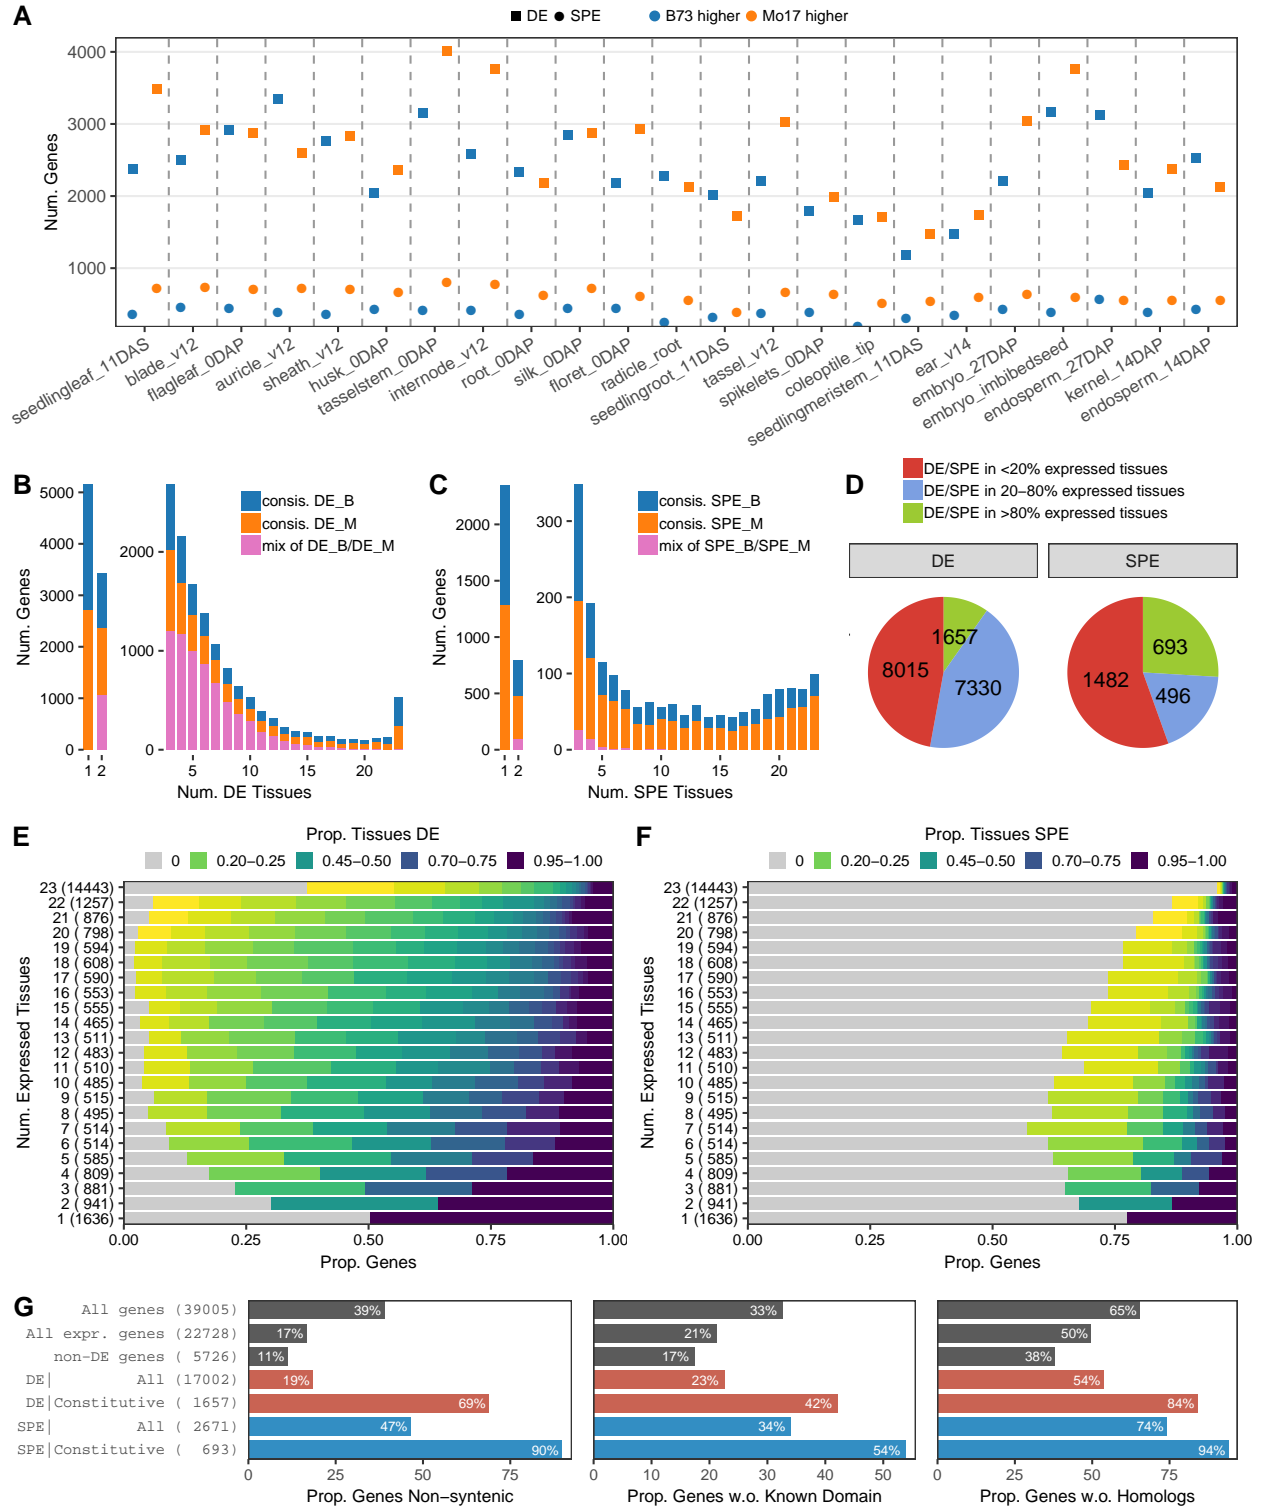 A
DE SPE B73 higher Mo17 higher
4000
3000
2000
1000
Num. Genes
seedlingleaf_11DAS
blade_v12
flagleaf_0DAP
auricle_v12
sheath_v12
husk_0DAP
tasselstem_0DAP
internode_v12
root_0DAP
silk_0DAP
floret_0DAP
radicle_root
seedlingroot_11DAS
tassel_v12
spikelets_0DAP
coleoptile_tip
seedlingmeristem_11DAS
ear_v14
embryo_27DAP
embryo_imbibedseed
endosperm_27DAP
kernel_14DAP
endosperm_14DAP
B
consis. DE_B
consis. DE_M
mix of DE_B/DE_M
5000
4000
3000
2000
1000
0
2000
1000
0
Num. Genes
1 2 5 10 15 20
Num. DE Tissues
C
consis. SPE_B
consis. SPE_M
mix of SPE_B/SPE_M
2000
1500
1000
500
0
300
200
100
0
Num. Genes
1 2 5 10 15 20
Num. SPE Tissues
D
DE/SPE in <20% expressed tissues
DE/SPE in 20−80% expressed tissues
DE/SPE in >80% expressed tissues
DE SPE
1657
8015
7330
693
1482
496
E
Prop. Tissues DE
0 0.20−0.25 0.45−0.50 0.70−0.75 0.95−1.00
23 (14443)
22 (1257)
21 ( 876)
20 ( 798)
19 ( 594)
18 ( 608)
17 ( 590)
16 ( 553)
15 ( 555)
14 ( 465)
13 ( 511)
12 ( 483)
11 ( 510)
10 ( 485)
9 ( 515)
8 ( 495)
7 ( 514)
6 ( 514)
5 ( 585)
4 ( 809)
3 ( 881)
2 ( 941)
1 (1636)
Num. Expressed Tissues
0.00 0.25 0.50 0.75 1.00
Prop. Genes
F
Prop. Tissues SPE
0 0.20−0.25 0.45−0.50 0.70−0.75 0.95−1.00
23 (14443)
22 (1257)
21 ( 876)
20 ( 798)
19 ( 594)
18 ( 608)
17 ( 590)
16 ( 553)
15 ( 555)
14 ( 465)
13 ( 511)
12 ( 483)
11 ( 510)
10 ( 485)
9 ( 515)
8 ( 495)
7 ( 514)
6 ( 514)
5 ( 585)
4 ( 809)
3 ( 881)
2 ( 941)
1 (1636)
Num. Expressed Tissues
0.00 0.25 0.50 0.75 1.00
Prop. Genes
G
All genes (39005) 39% 33% 65%
All expr. genes (22728) 17% 21% 50%
non−DE genes ( 5726) 11% 17% 38%
DE| All (17002) 19% 23% 54%
DE|Constitutive ( 1657) 69% 42% 84%
SPE| All ( 2671) 47% 34% 74%
SPE|Constitutive ( 693) 90% 54% 94%
0 25 50 75 0 10 20 30 40 50 0 25 50 75
Prop. Genes Non−syntenic Prop. Genes w.o. Known Domain Prop. Genes w.o. Homologs